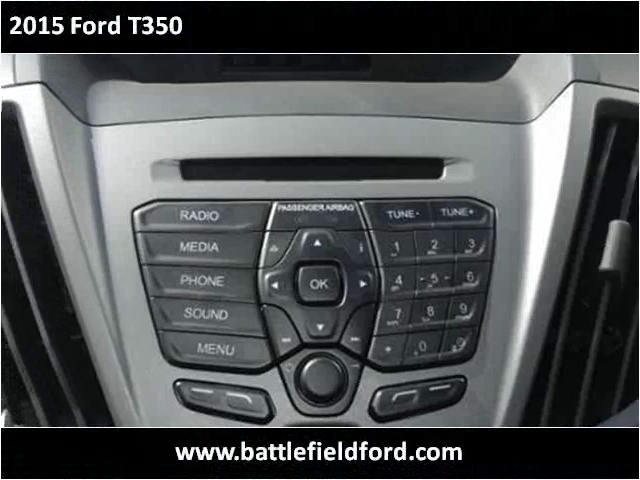 2015 Ford T350
PASSENGER AIRBAG
RADIO
TUNE-
TUNE+
MEDIA
1 2 3
PHONE
OK
4 -5- 6
SOUND
7 8 9
MENU
* 0 #
www.battlefieldford.com